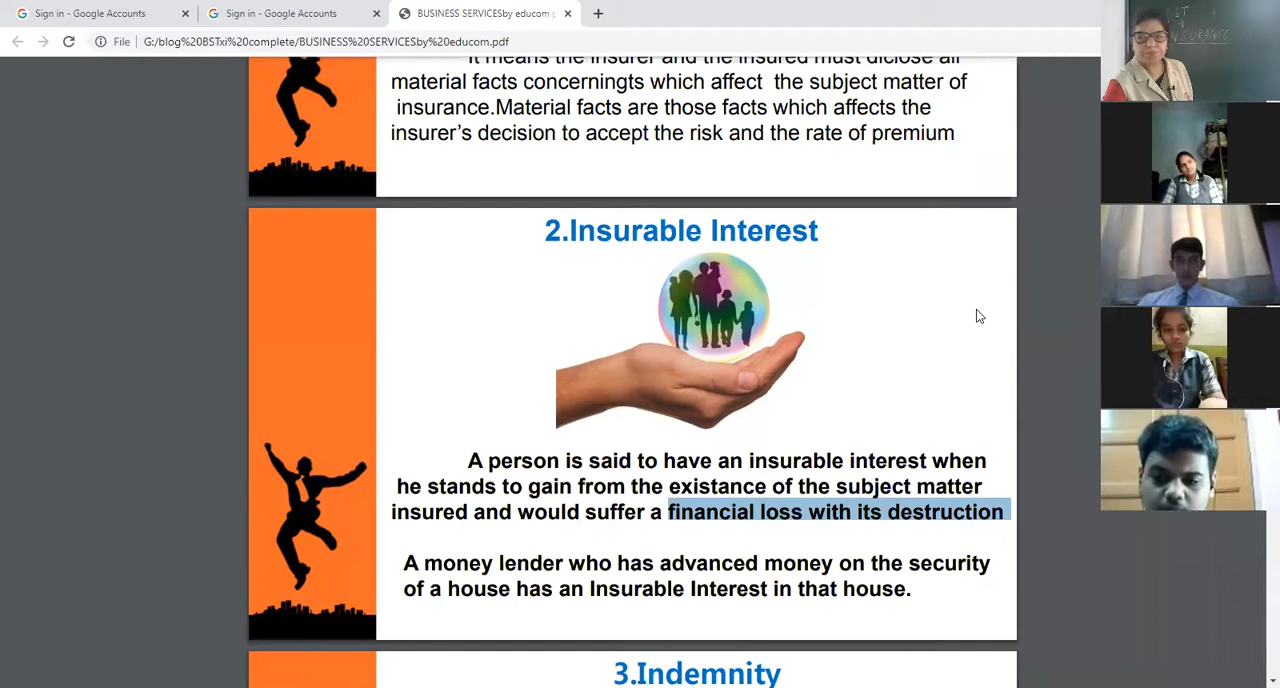 Sign in - Google Accounts
Sign in - Google Accounts
BUSINESS SERVICESby educom p
File G:/blog%20BSTxi%20complete/BUSINESS%20SERVICESby%20educom.pdf
It means the insurer and the insured must diclose all
material facts concerningts which affect the subject matter of
insurance.Material facts are those facts which affects the
insurer's decision to accept the risk and the rate of premium
2.Insurable Interest
A person is said to have an insurable interest when
he stands to gain from the existance of the subject matter
insured and would suffer a financial loss with its destruction
A money lender who has advanced money on the security
of a house has an Insurable Interest in that house.
3.Indemnity